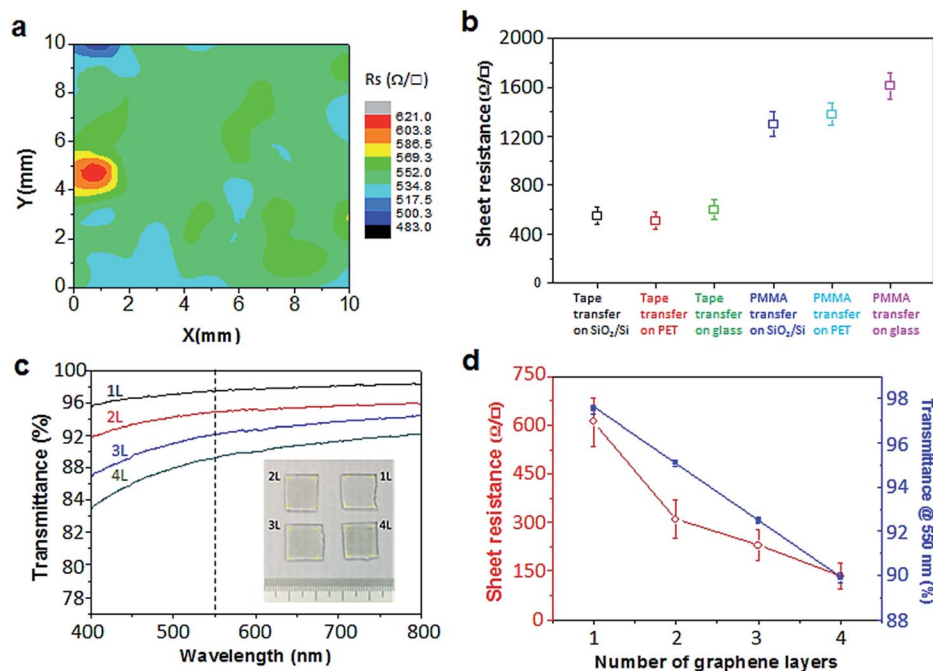 a
10
8
6
4
2
0
Y(mm)
0 2 4 6 8 10
X(mm)
Rs (Ω/□)
621.0
603.8
586.5
569.3
552.0
534.8
517.5
500.3
483.0
b
2000
1600
1200
800
400
0
Sheet resistance (Ω/□)
Tape transfer on SiO₂/Si
Tape transfer on PET
Tape transfer on glass
PMMA transfer on SiO₂/Si
PMMA transfer on PET
PMMA transfer on glass
c
100
96
92
88
84
80
78
Transmittance (%)
1L
2L
3L
4L
2L 1L
3L 4L
400 500 600 700 800
Wavelength (nm)
d
750
600
450
300
150
0
Sheet resistance (Ω/□)
98
97
95
93
92
90
88
Transmittance @ 550 nm (%)
1 2 3 4
Number of graphene layers